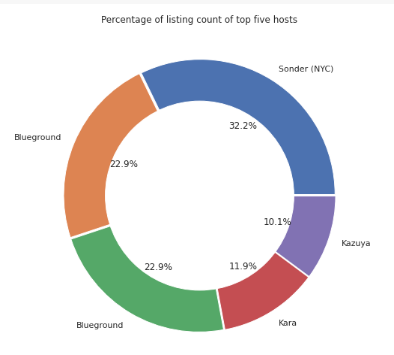 Percentage of listing count of top five hosts
Sonder (NYC)
32.2%
Blueground
22.9%
10.1%
Kazuya
22.9%
11.9%
Blueground
Kara